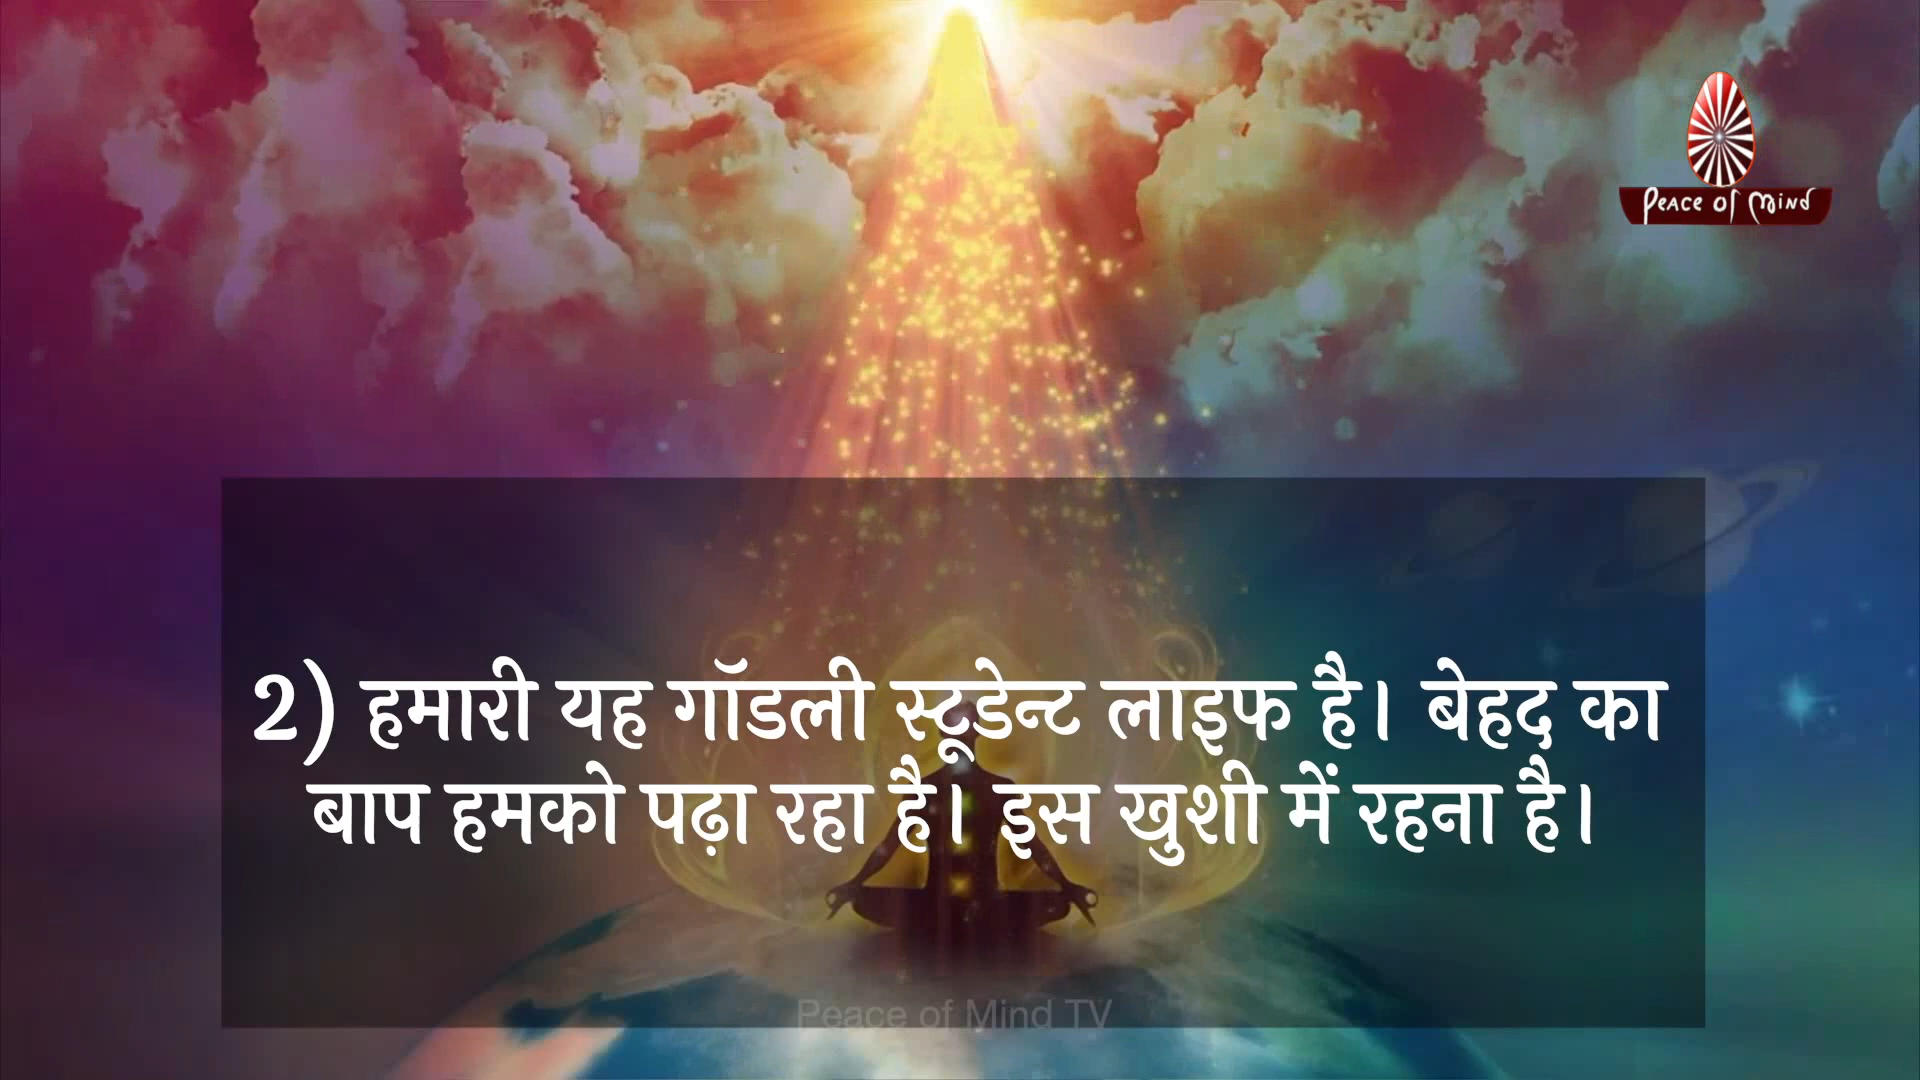 Peace of Mind
2) हमारी यह गॉडली स्टूडेन्ट लाइफ है। बेहद का
बाप हमको पढ़ा रहा है। इस खुशी में रहना है।
Peace of Mind TV